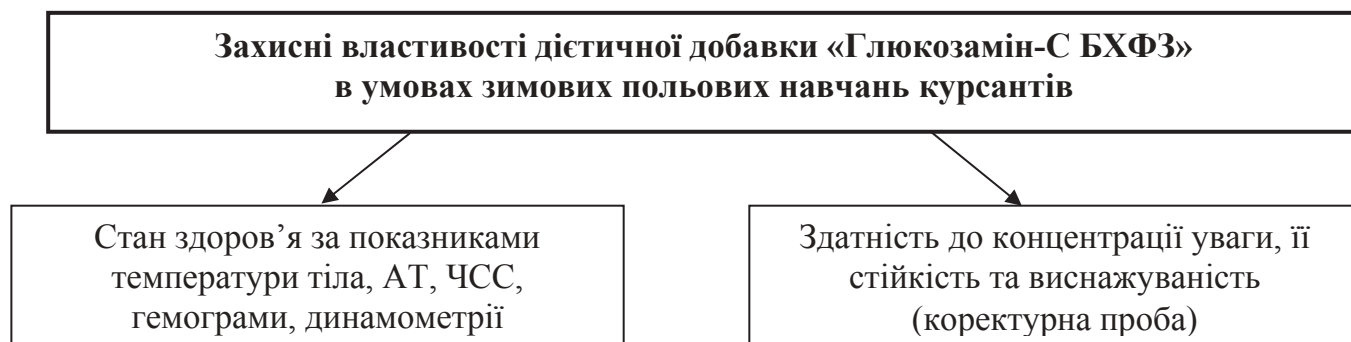 Захисні властивості дієтичної добавки «Глюкозамін-С БХФЗ»
в умовах зимових польових навчань курсантів
Стан здоров’я за показниками
температури тіла, АТ, ЧСС,
гемограми, динамометрії
Здатність до концентрації уваги, її
стійкість та виснажуваність
(коректурна проба)